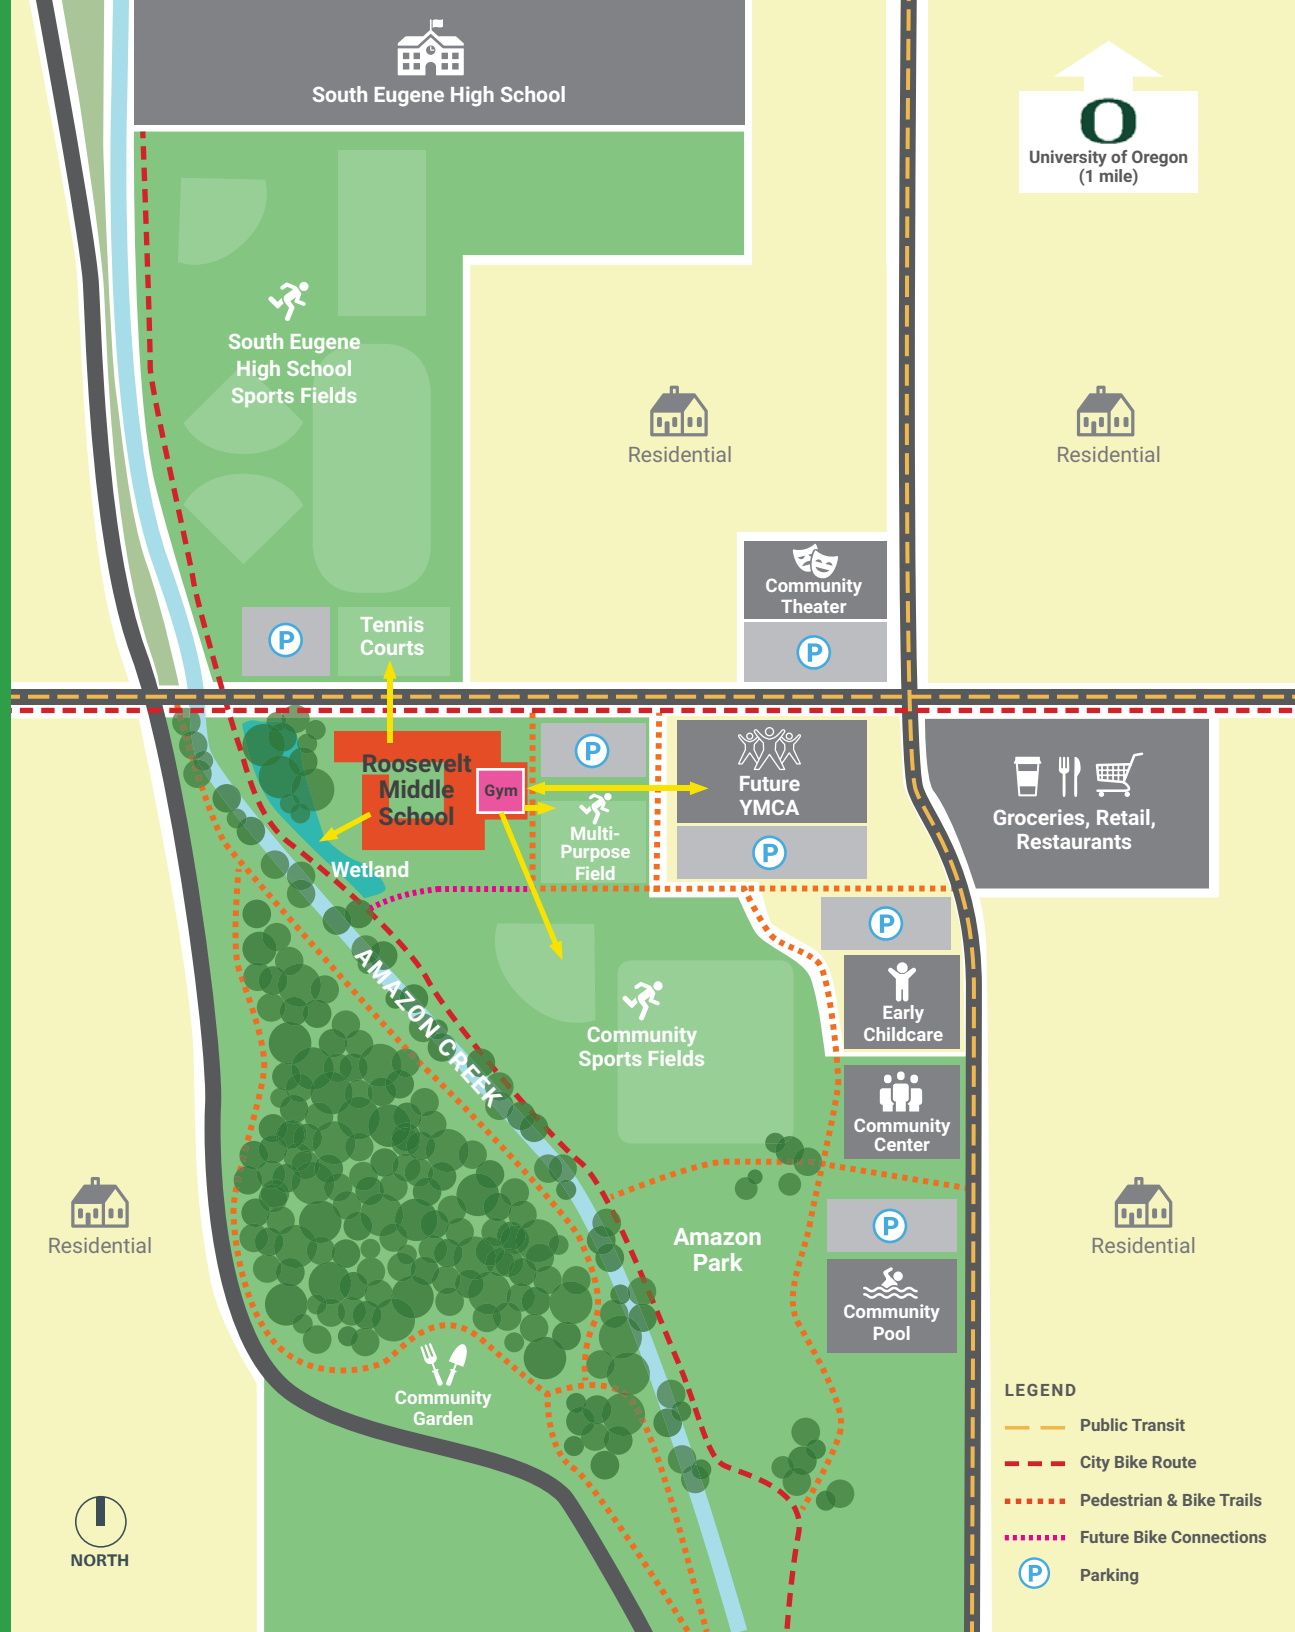 South Eugene High School
O
University of Oregon
(1 mile)
South Eugene
High School
Sports Fields
Residential
Residential
Community
Theater
P
P
Tennis
Courts
Roosevelt
Middle
School
Gym
P
Multi-
Purpose
Field
Future
YMCA
P
Groceries, Retail,
Restaurants
Wetland
P
AMAZON CREEK
Community
Sports Fields
Early
Childcare
Community
Center
Residential
Amazon
Park
P
Residential
Community
Pool
Community
Garden
LEGEND
Public Transit
City Bike Route
Pedestrian & Bike Trails
Future Bike Connections
P
Parking
NORTH